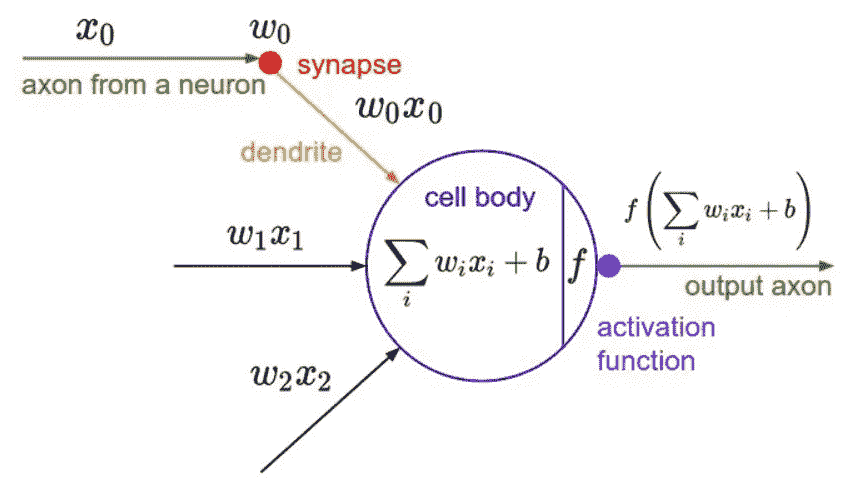 x₀
w₀
synapse
axon from a neuron
w₀x₀
dendrite
cell body
f(∑ᵢ wᵢxᵢ + b)
w₁x₁
∑ᵢ wᵢxᵢ + b
f
output axon
activation
function
w₂x₂